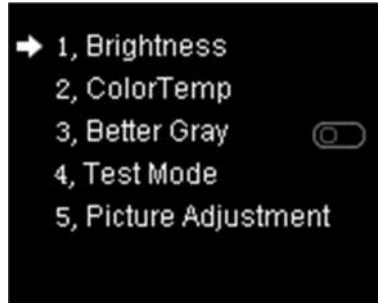 1, Brightness
2, ColorTemp
3, Better Gray
4, Test Mode
5, Picture Adjustment